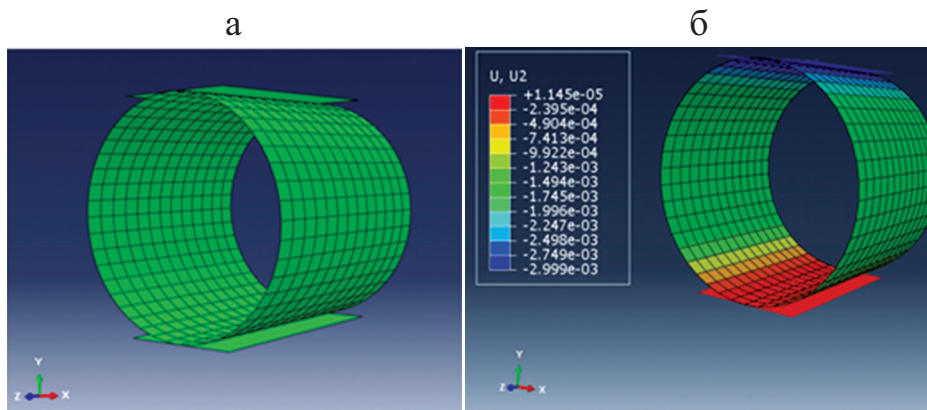 а
б
U, U2
+1.145e-05
-2.395e-04
-4.904e-04
-7.413e-04
-9.922e-04
-1.243e-03
-1.494e-03
-1.745e-03
-1.996e-03
-2.247e-03
-2.498e-03
-2.749e-03
-2.999e-03
Y
Z
X
Y
Z
X